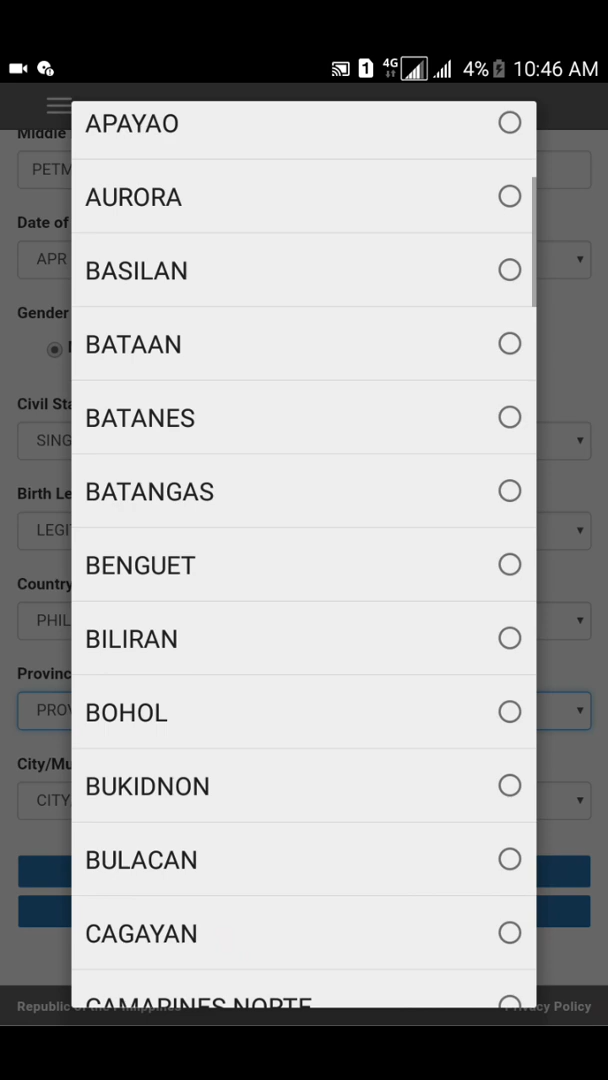 1 4G 4% 10:46 AM
Middle
PETM
APAYAO
AURORA
Date of
APR
BASILAN
Gender
BATAAN
Civil Sta
BATANES
SING
Birth Le
BATANGAS
LEGI
BENGUET
Country
PHIL
BILIRAN
Provinc
PROV
BOHOL
City/Mu
CITY
BUKIDNON
BULACAN
CAGAYAN
CAMARINES NORTE
Republic of the Philippines
Privacy Policy